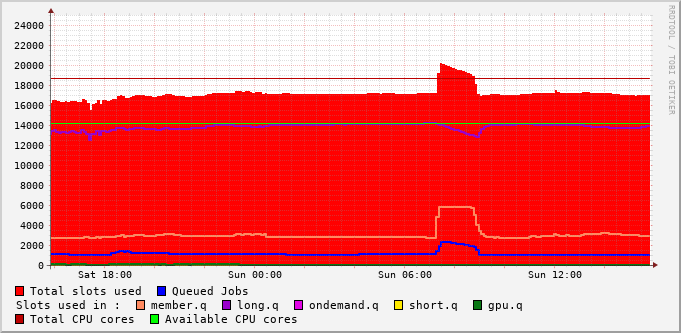 24000
22000
20000
18000
16000
14000
12000
10000
8000
6000
4000
2000
0
Sat 18:00 Sun 00:00 Sun 06:00 Sun 12:00
RRDTOOL / TOBI OETIKER
Total slots used Queued Jobs
Slots used in : member.q long.q ondemand.q short.q gpu.q
Total CPU cores Available CPU cores